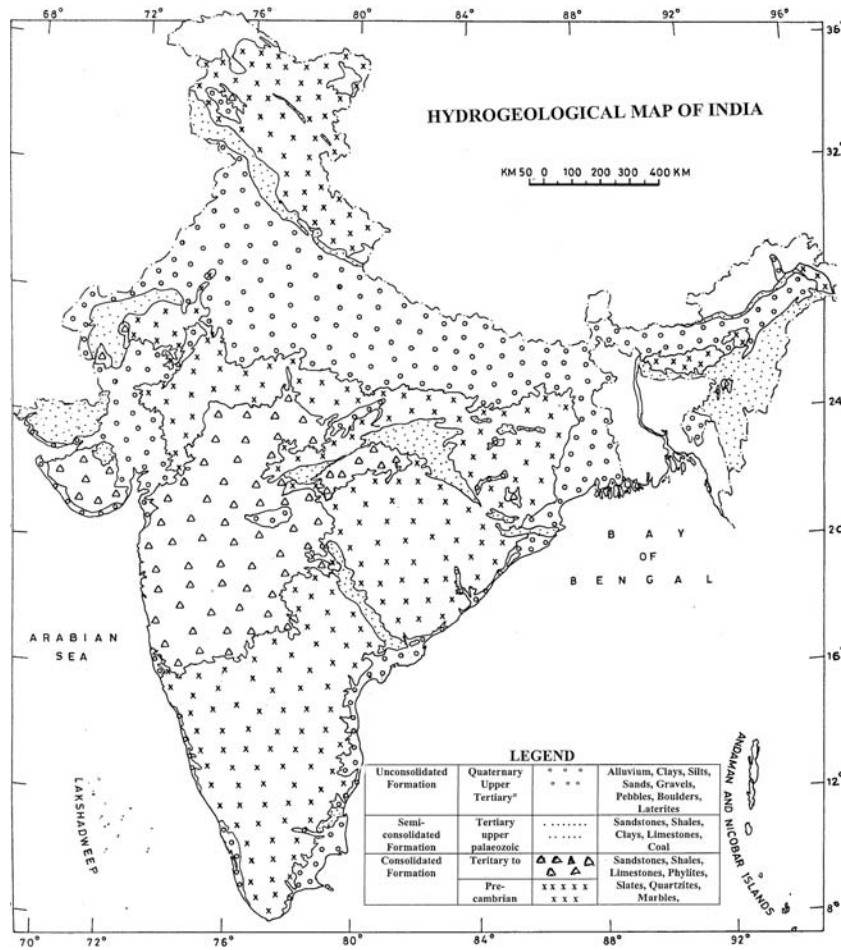 68° 72° 76° 80° 84° 88° 92° 96°
36°
HYDROGEOLOGICAL MAP OF INDIA
32°
KM 50 0 100 200 300 400 KM
28°
24°
20
B A Y
O F
B E N G A L
ARABIAN
SEA
16°
ANDAMAN AND NICOBAR ISLANDS
LAKSHADWEEP
12°
8°
LEGEND
Unconsolidated Formation
Quaternary Upper Tertiary"
Alluvium, Clays, Silts, Sands, Gravels, Pebbles, Boulders, Laterites
Semi-consolidated Formation
Tertiary upper palaeozoic
Sandstones, Shales, Clays, Limestones, Coal
Consolidated Formation
Teritary to
Sandstones, Shales, Limestones, Phylites, Slates, Quartzites, Marbles,
Pre-cambrian
70° 72° 76° 80 84° 88° 92°